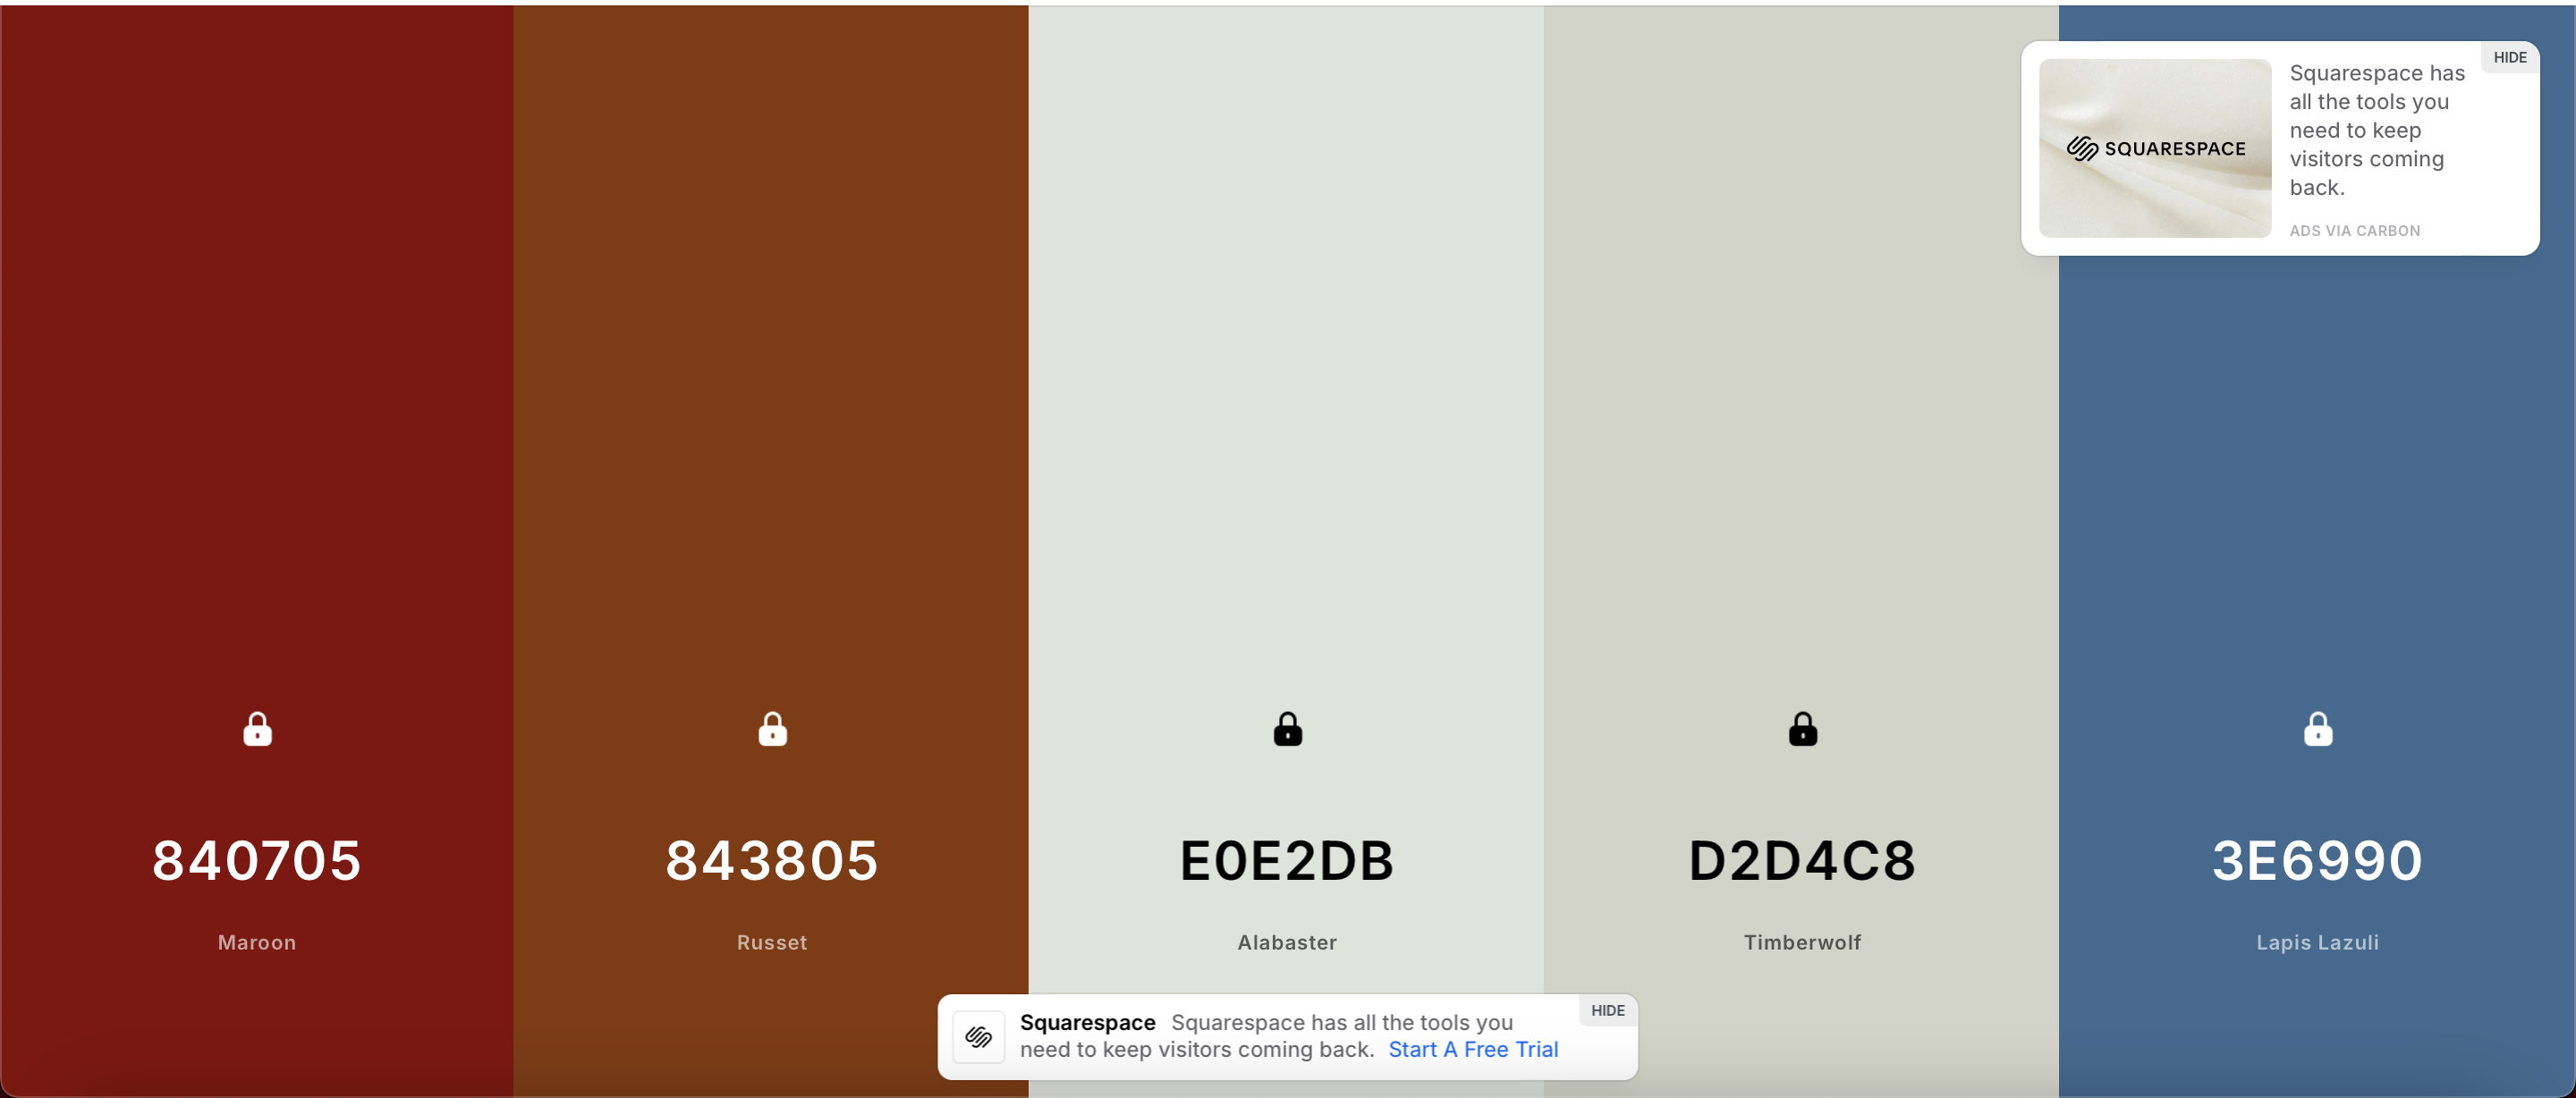 HIDE
Squarespace has
all the tools you
need to keep
visitors coming
back.
SQUARESPACE
ADS VIA CARBON
840705
843805
E0E2DB
D2D4C8
3E6990
Maroon
Russet
Alabaster
Timberwolf
Lapis Lazuli
HIDE
Squarespace Squarespace has all the tools you
need to keep visitors coming back. Start A Free Trial